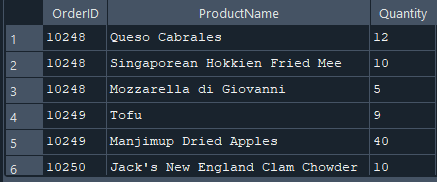 OrderID ProductName Quantity
1 10248 Queso Cabrales 12
2 10248 Singaporean Hokkien Fried Mee 10
3 10248 Mozzarella di Giovanni 5
4 10249 Tofu 9
5 10249 Manjimup Dried Apples 40
6 10250 Jack's New England Clam Chowder 10